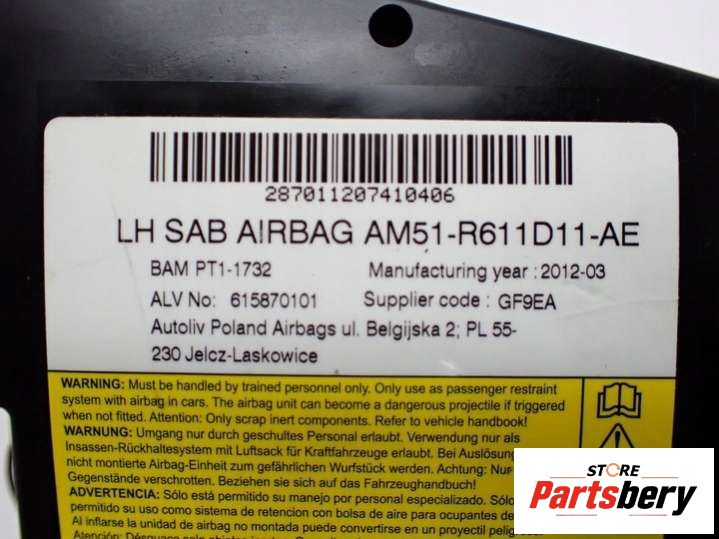 287011207410406
LH SAB AIRBAG AM51-R611D11-AE
BAM PT1-1732 Manufacturing year : 2012-03
ALV No: 615870101 Supplier code : GF9EA
Autoliv Poland Airbags ul. Belgijska 2; PL 55-
230 Jelcz-Laskowice
WARNING: Must be handled by trained personnel only. Only use as passenger restraint
system with airbag in cars. The airbag unit can become a dangerous projectile if triggered
when not fitted. Attention: Only scrap inert components. Refer to vehicle handbook!
WARNUNG: Umgang nur durch geschultes Personal erlaubt. Verwendung nur als
Insassen-Rückhaltesystem mit Luftsack für Kraftfahrzeuge erlaubt. Bei Auslösung
nicht montierte Airbag-Einheit zum gefährlichen Wurfstück werden. Achtung: Nur
Gegenstände verschrotten. Beziehen sie sich auf das Fahrzeughandbuch!
ADVERTENCIA: Sólo está permitido su manejo por personal especializado. Sólo
permitido su uso como sistema de retencion con bolsa de aire para ocupantes de
Al inflarse la unidad de airbag no montada puede convertirse en un proyectil
Atención:
STORE
Partsbery